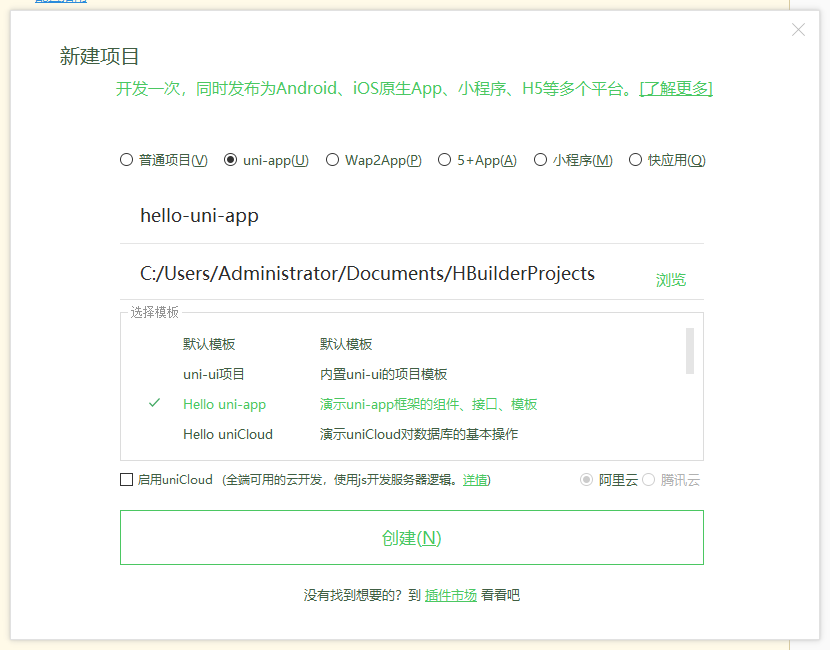 新建项目
开发一次，同时发布为Android、iOS原生App、小程序、H5等多个平台。[了解更多]
普通项目(V) uni-app(U) Wap2App(P) 5+App(A) 小程序(M) 快应用(Q)
hello-uni-app
C:/Users/Administrator/Documents/HBuilderProjects 浏览
选择模板
默认模板 默认模板
uni-ui项目 内置uni-ui的项目模板
Hello uni-app 演示uni-app框架的组件、接口、模板
Hello uniCloud 演示uniCloud对数据库的基本操作
启用uniCloud (全端可用的云开发，使用js开发服务器逻辑。详情) 阿里云 腾讯云
创建(N)
没有找到想要的？到 插件市场 看看吧